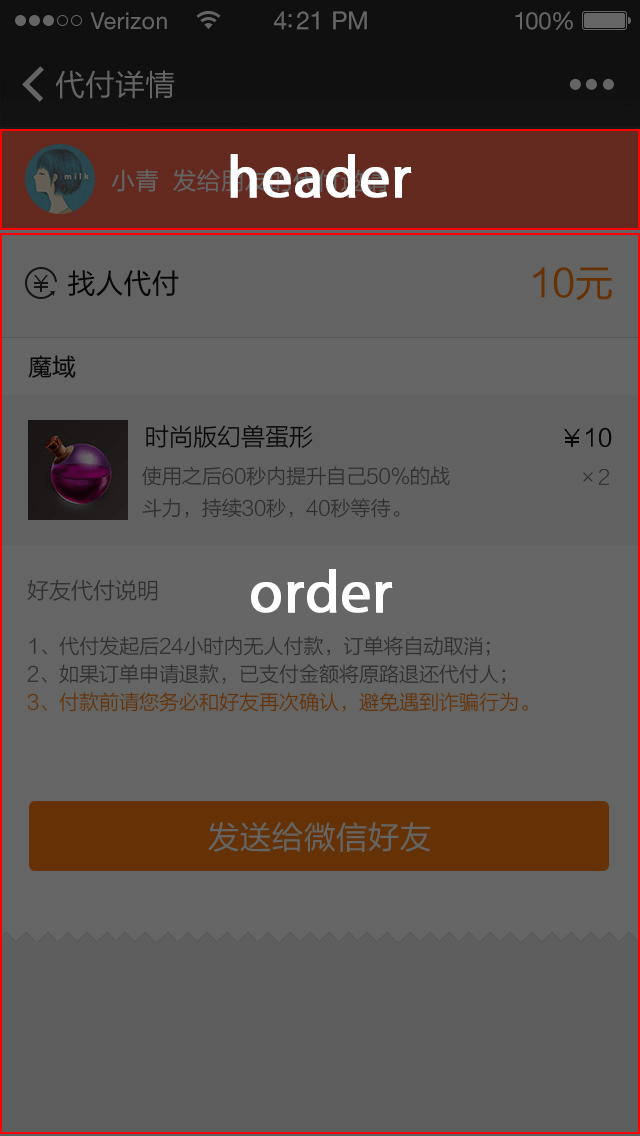 Verizon 4:21 PM 100%
代付详情
p·milk
小青 发给朋
header
找人代付 10元
魔域
时尚版幻兽蛋形 ¥10
使用之后60秒内提升自己50%的战 ×2
斗力，持续30秒，40秒等待。
好友代付说明
order
1、代付发起后24小时内无人付款，订单将自动取消；
2、如果订单申请退款，已支付金额将原路退还代付人；
3、付款前请您务必和好友再次确认，避免遇到诈骗行为。
发送给微信好友